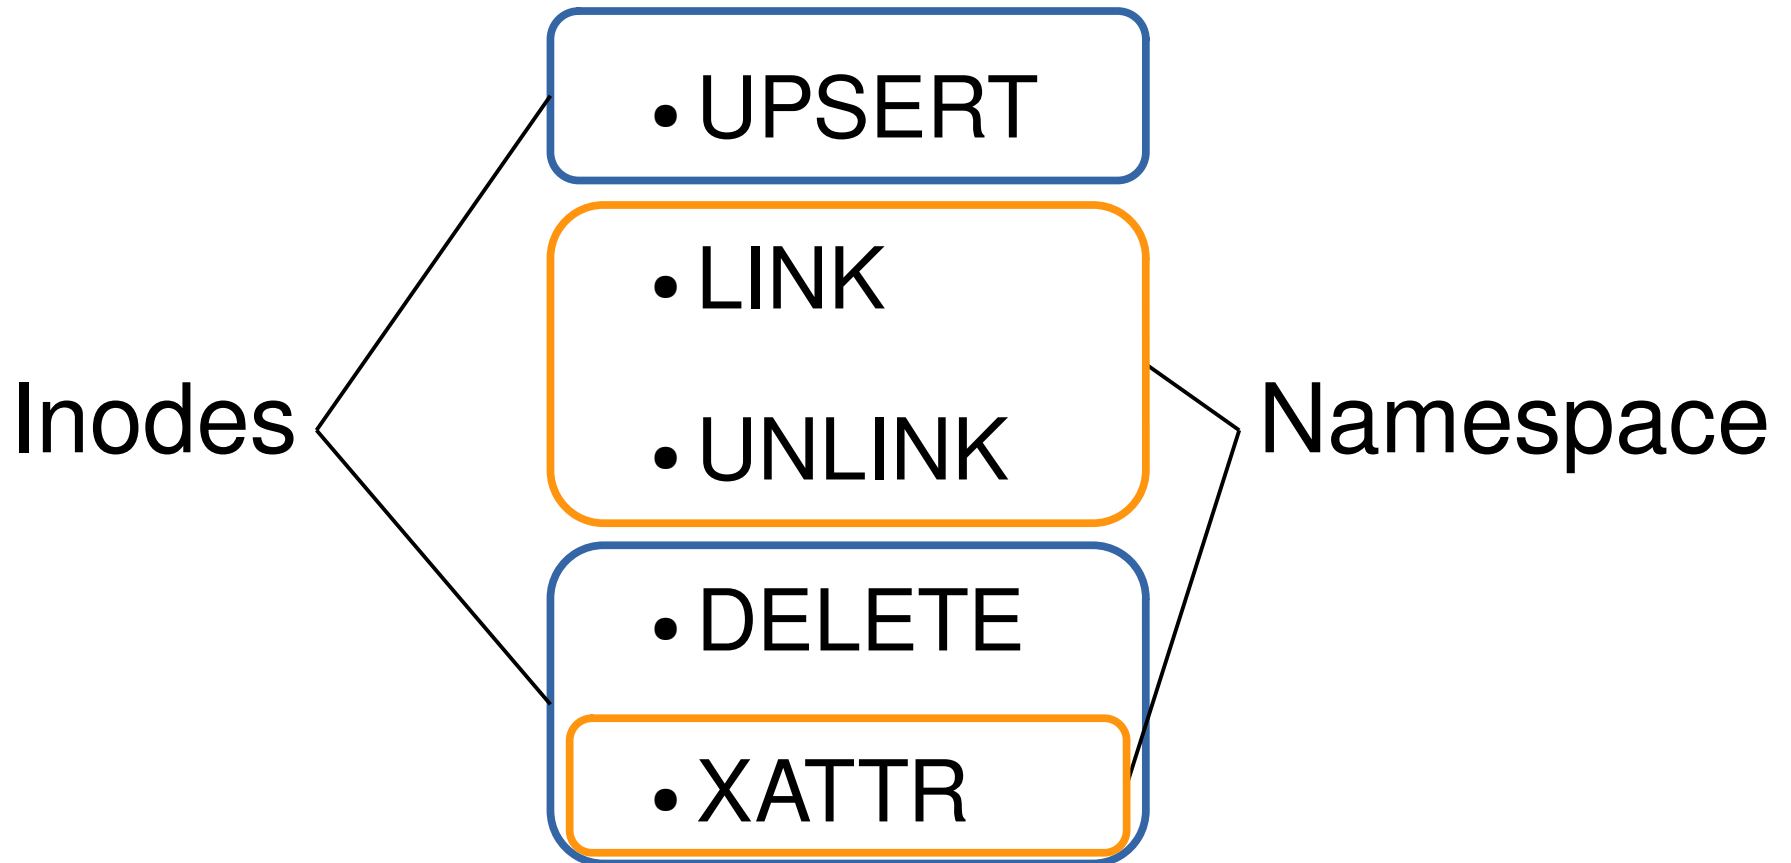 • UPSERT
• LINK
Inodes
Namespace
• UNLINK
• DELETE
• XATTR